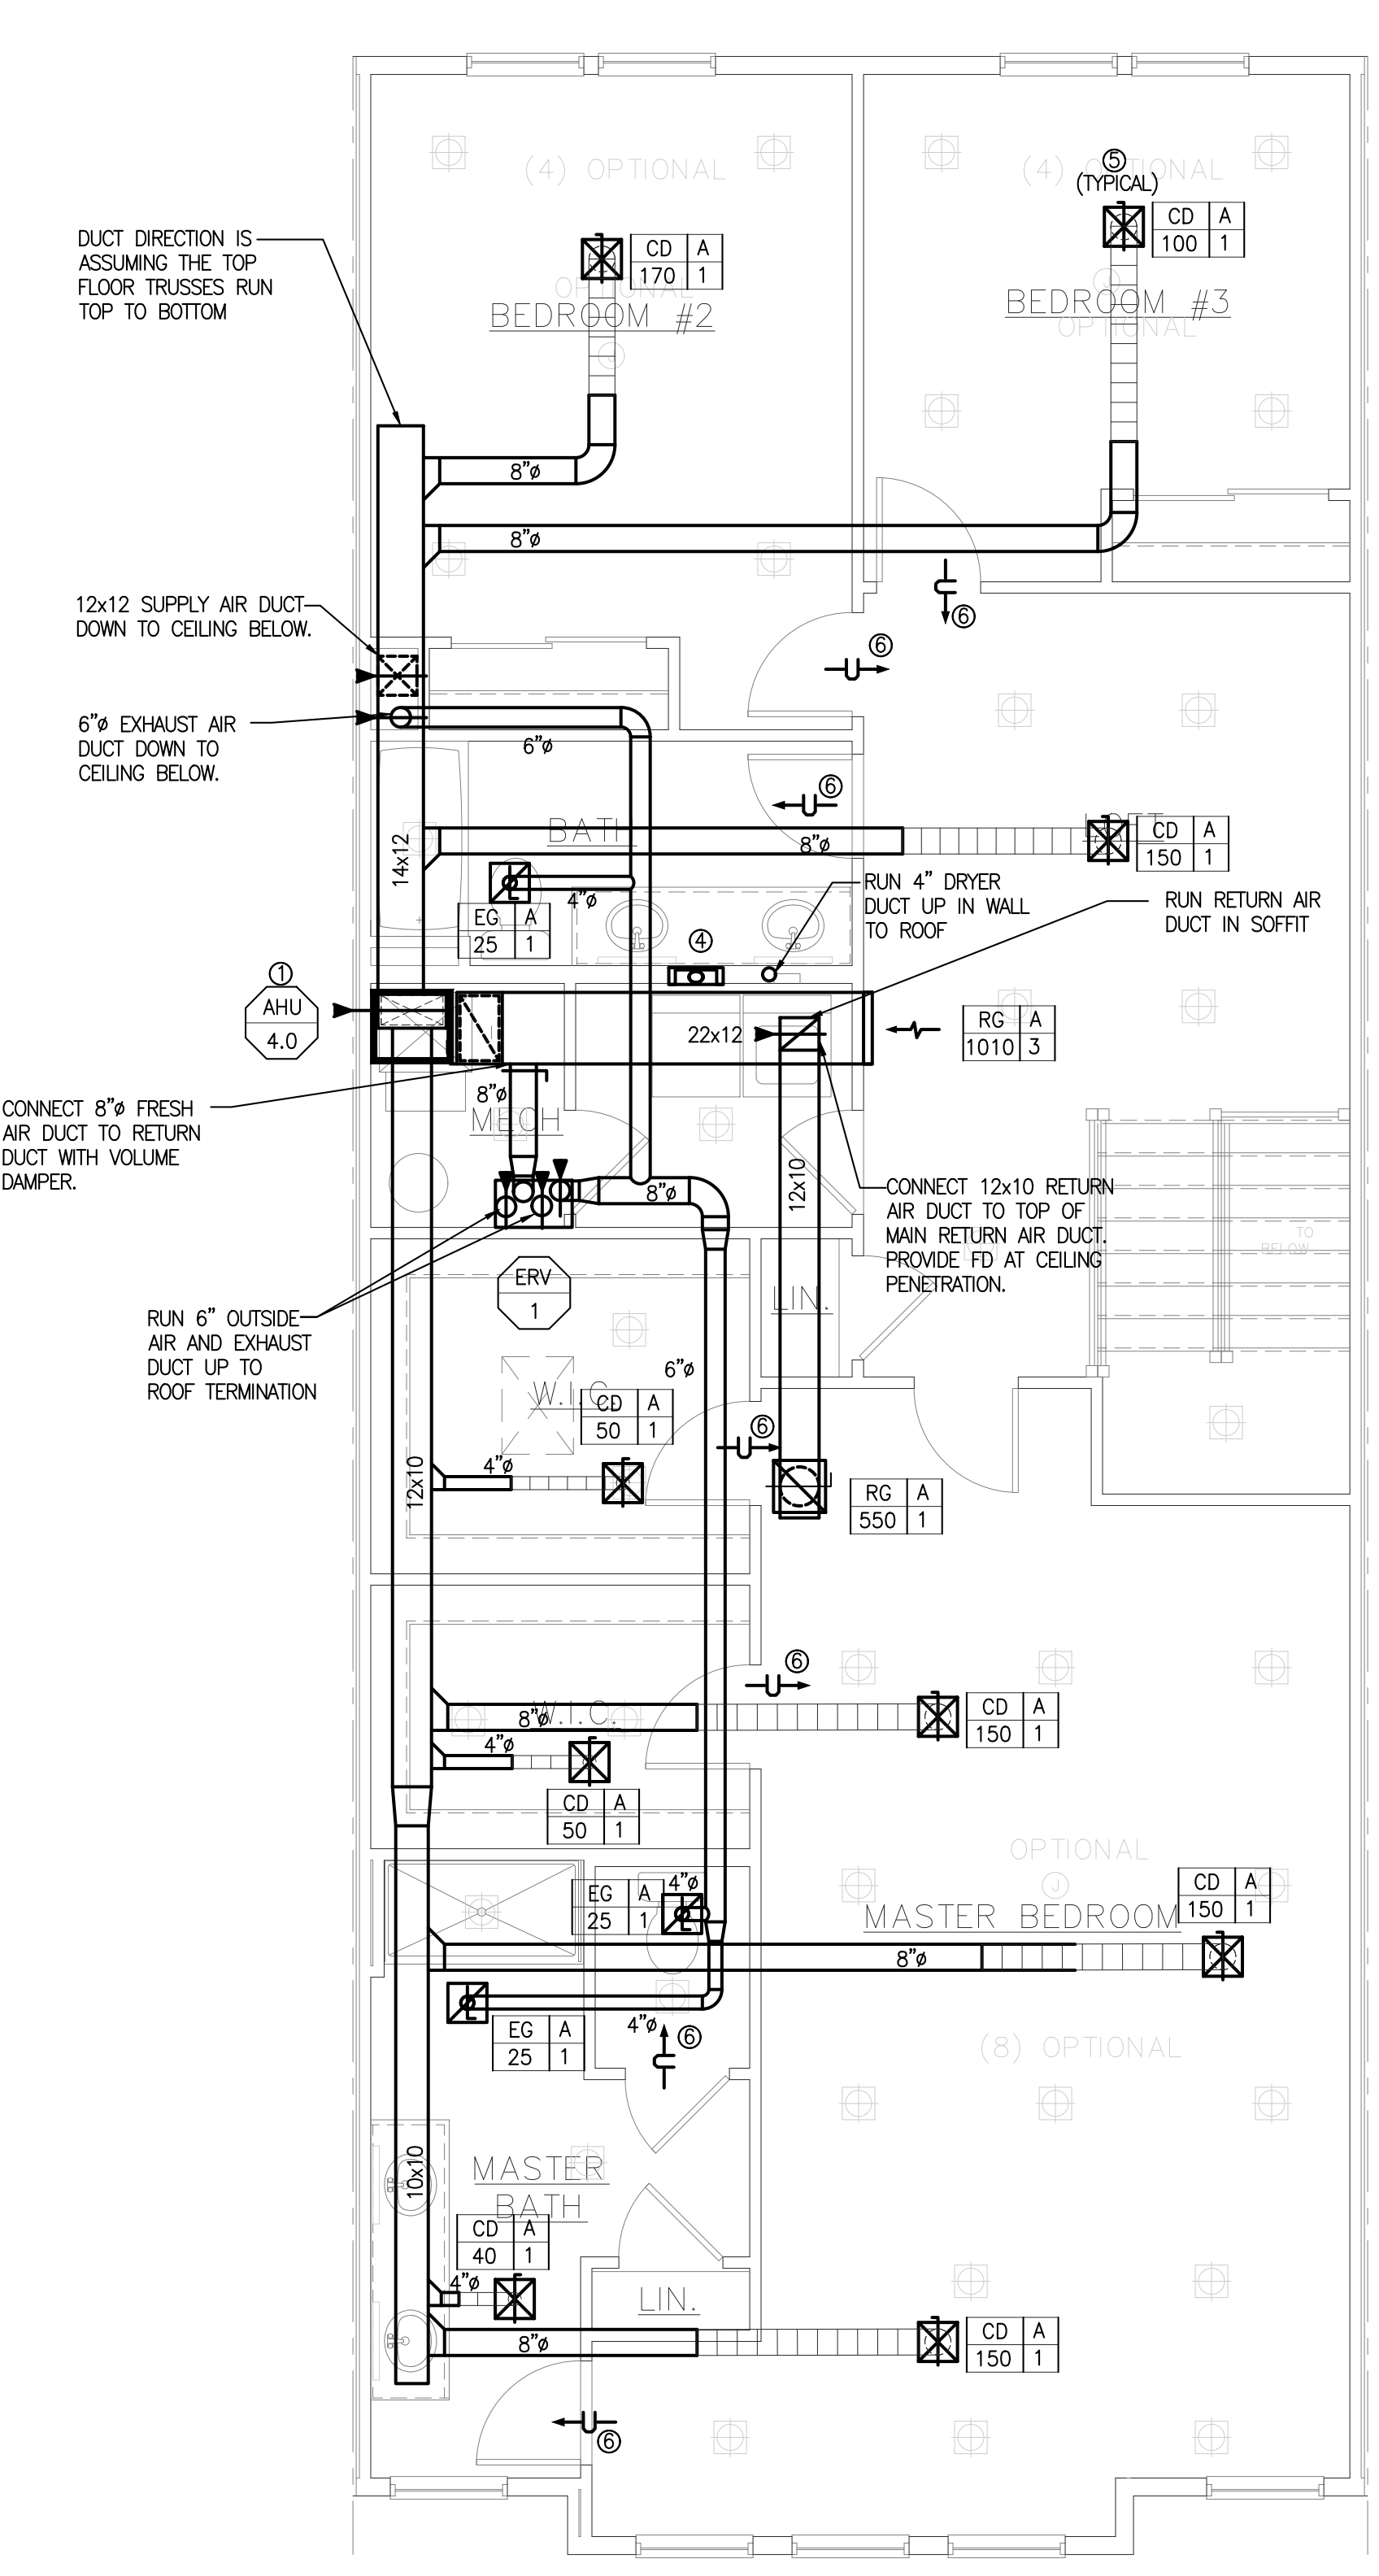 (4) OPTIONAL
(4) OPTIONAL
5
(TYPICAL)
CD A
100 1
CD A
170 1
DUCT DIRECTION IS
ASSUMING THE TOP
FLOOR TRUSSES RUN
TOP TO BOTTOM
OPTIONAL
BEDROOM #2
J
J
BEDROOM #3
OPTIONAL
8"ø
8"ø
12x12 SUPPLY AIR DUCT
DOWN TO CEILING BELOW.
6
6
6"ø EXHAUST AIR
DUCT DOWN TO
CEILING BELOW.
6"ø
6
BATH
14x12
8"ø
LOFT
CD A
150 1
4"ø
EG A
25 1
RUN 4" DRYER
DUCT UP IN WALL
TO ROOF
RUN RETURN AIR
DUCT IN SOFFIT
4
1
AHU
4.0
22x12
RG A
1010 3
CONNECT 8"ø FRESH
AIR DUCT TO RETURN
DUCT WITH VOLUME
DAMPER.
8"ø
MECH
8"ø
12x10
CONNECT 12x10 RETURN
AIR DUCT TO TOP OF
MAIN RETURN AIR DUCT.
PROVIDE FD AT CEILING
PENETRATION.
TO
BELOW
ERV
1
LIN.
RUN 6" OUTSIDE
AIR AND EXHAUST
DUCT UP TO
ROOF TERMINATION
6"ø
W.I.C.
CD A
50 1
6
4"ø
12x10
RG A
550 1
6
W.I.C.
8"ø
CD A
150 1
4"ø
CD A
50 1
OPTIONAL
J
EG A
25 1
4"ø
CD A
150 1
MASTER BEDROOM
8"ø
EG A
25 1
4"ø
6
(8) OPTIONAL
10x10
MASTER
BATH
CD A
40 1
4"ø
LIN.
8"ø
CD A
150 1
6